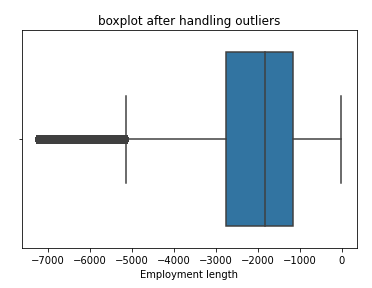 boxplot after handling outliers
−7000 −6000 −5000 −4000 −3000 −2000 −1000 0
Employment length